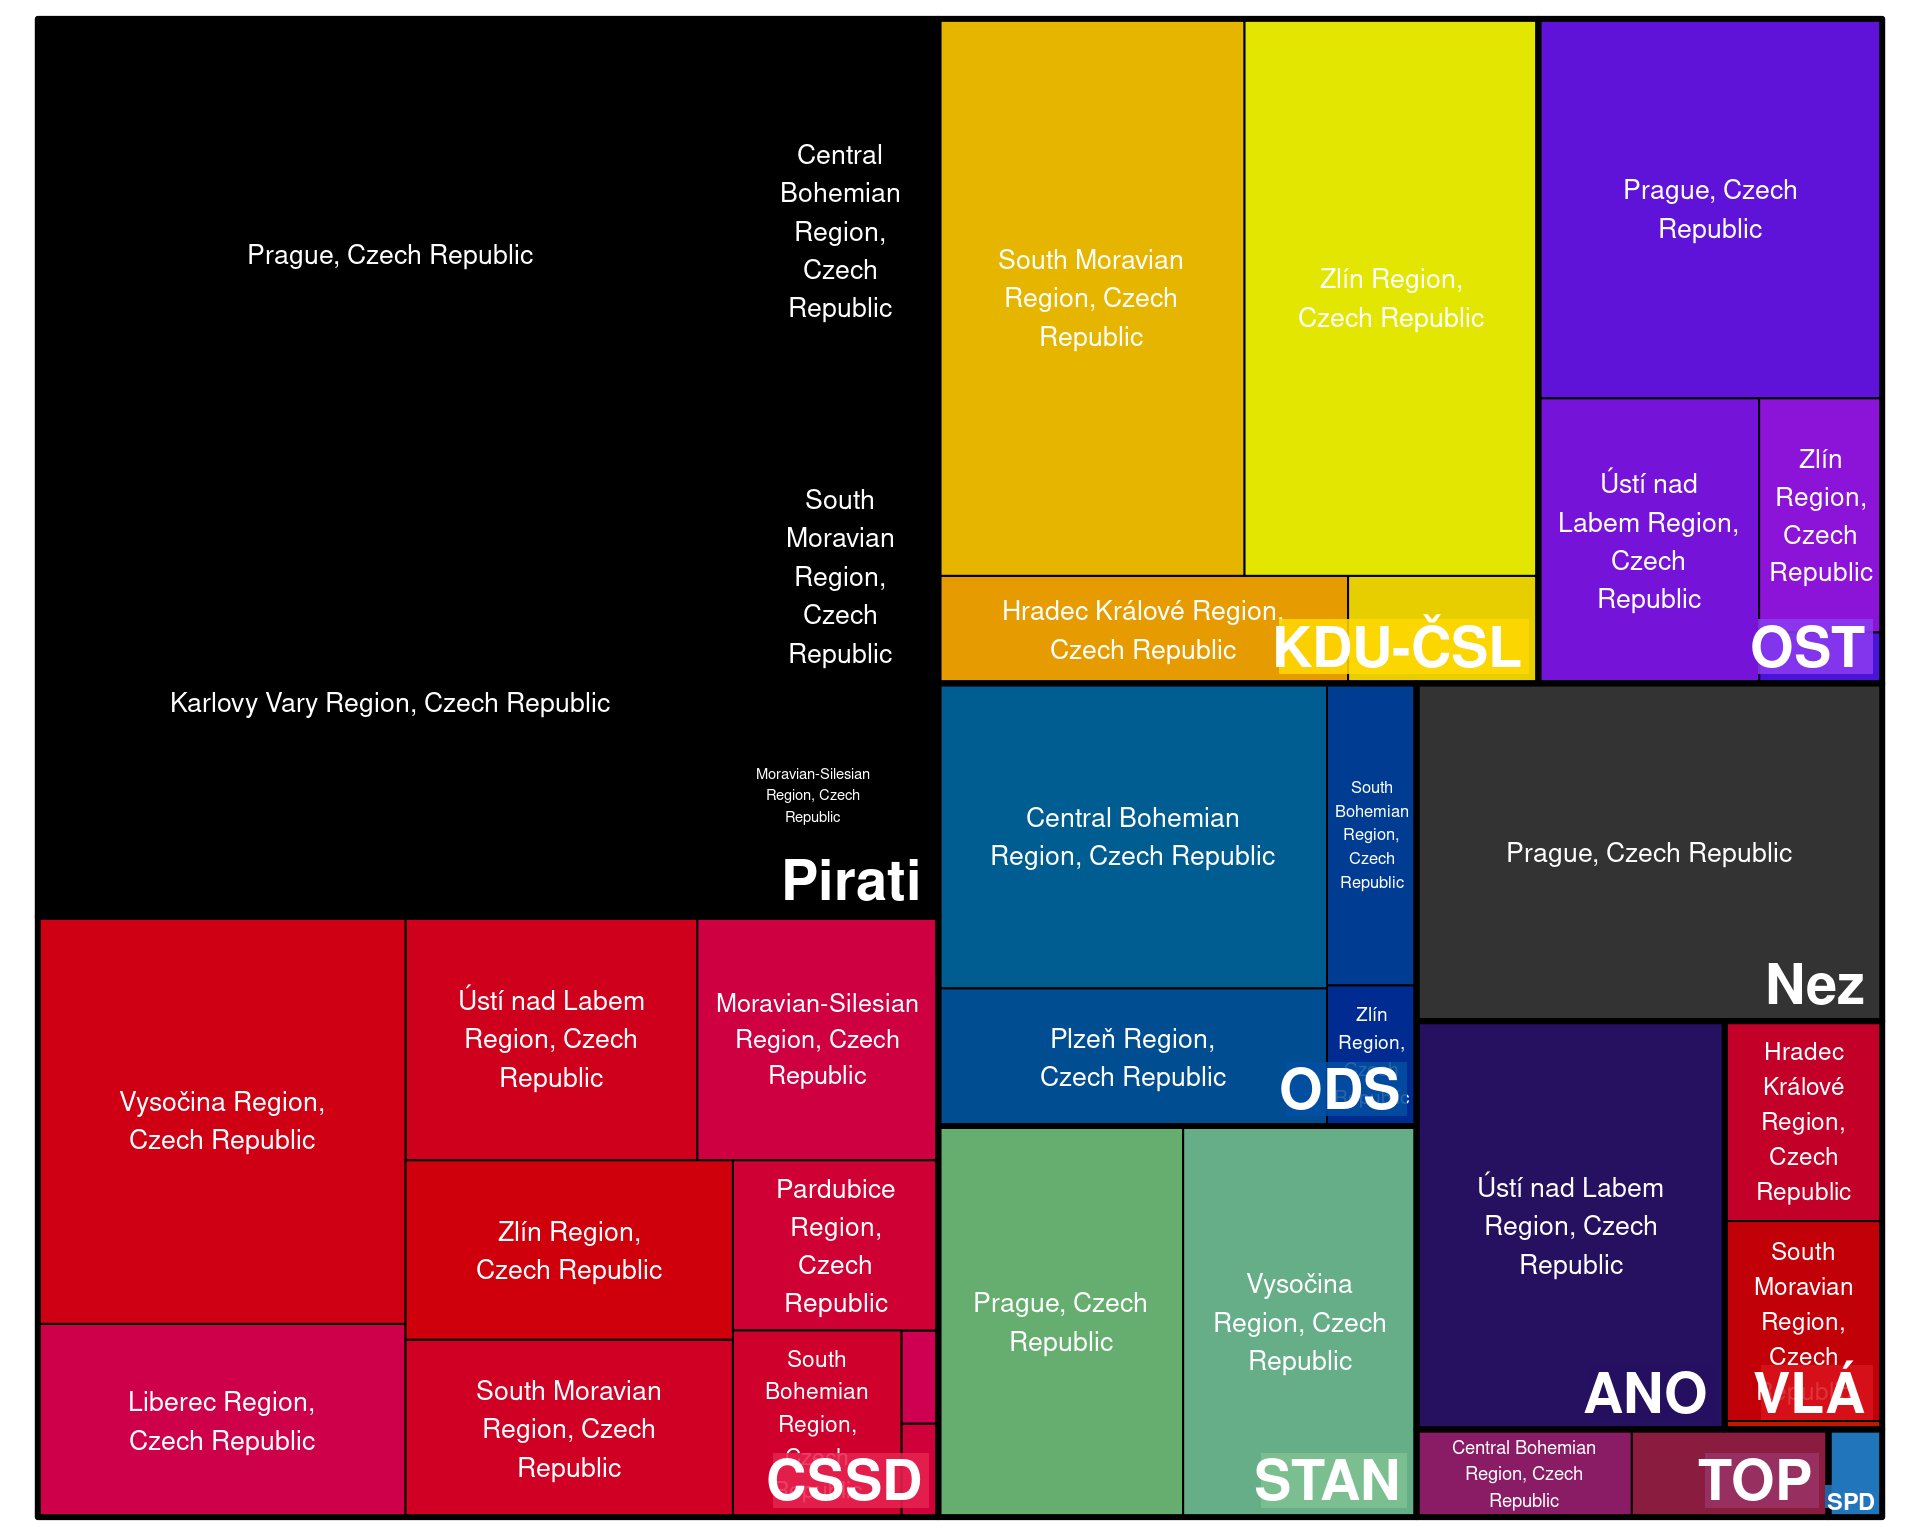 Prague, Czech Republic
Central
Bohemian
Region,
Czech
Republic
South
Moravian
Region,
Czech
Republic
Karlovy Vary Region, Czech Republic
Moravian-Silesian
Region, Czech
Republic
Pirati
South Moravian
Region, Czech
Republic
Zlín Region,
Czech Republic
Hradec Králové Region,
Czech Republic
KDU-ČSL
Prague, Czech
Republic
Ústí nad
Labem Region,
Czech
Republic
Zlín
Region,
Czech
Republic
OST
Central Bohemian
Region, Czech Republic
South
Bohemian
Region,
Czech
Republic
Plzeň Region,
Czech Republic
Zlín
Region,
Czech
Republic
ODS
Prague, Czech Republic
Nez
Vysočina Region,
Czech Republic
Ústí nad Labem
Region, Czech
Republic
Moravian-Silesian
Region, Czech
Republic
Zlín Region,
Czech Republic
Pardubice
Region,
Czech
Republic
Liberec Region,
Czech Republic
South Moravian
Region, Czech
Republic
South
Bohemian
Region,
Czech
Republic
CSSD
Prague, Czech
Republic
Vysočina
Region, Czech
Republic
STAN
Ústí nad Labem
Region, Czech
Republic
ANO
Hradec
Králové
Region,
Czech
Republic
South
Moravian
Region,
Czech
Republic
VLÁ
Central Bohemian
Region, Czech
Republic
TOP
SPD